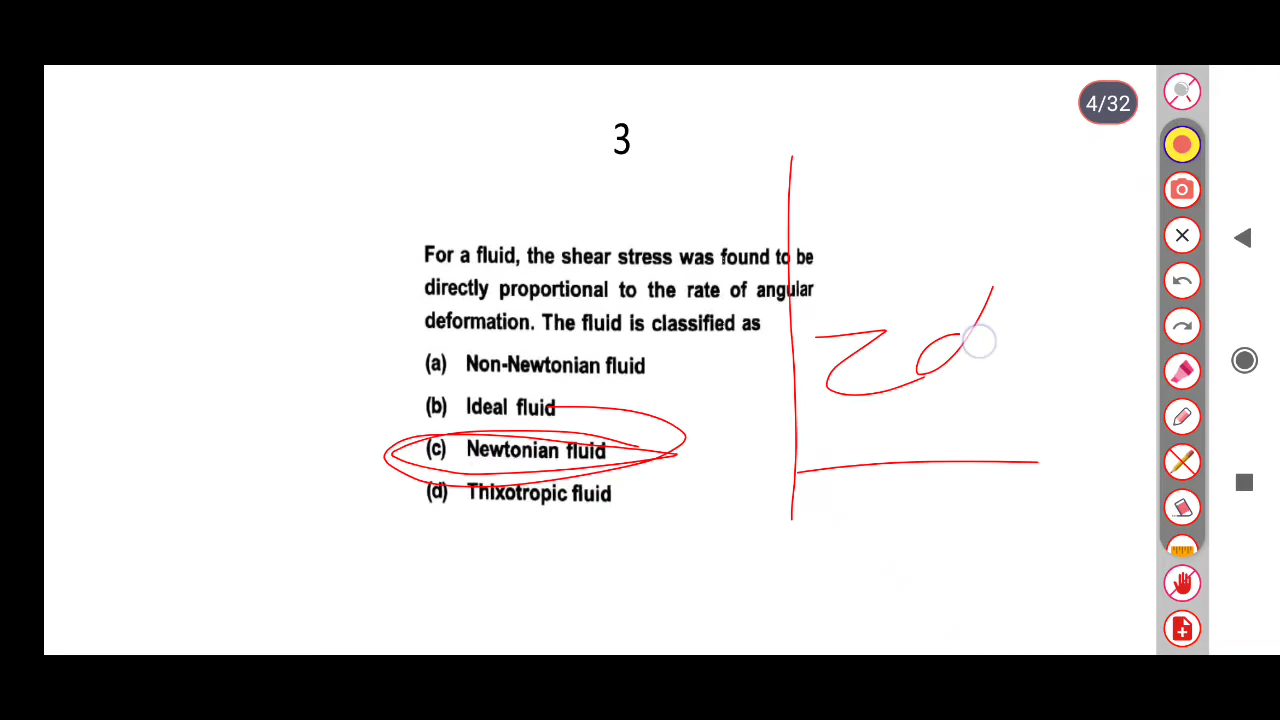 4/32
3
For a fluid, the shear stress was found to be
directly proportional to the rate of angular
deformation. The fluid is classified as
(a) Non-Newtonian fluid
(b) Ideal fluid
(c) Newtonian fluid
(d) Thixotropic fluid